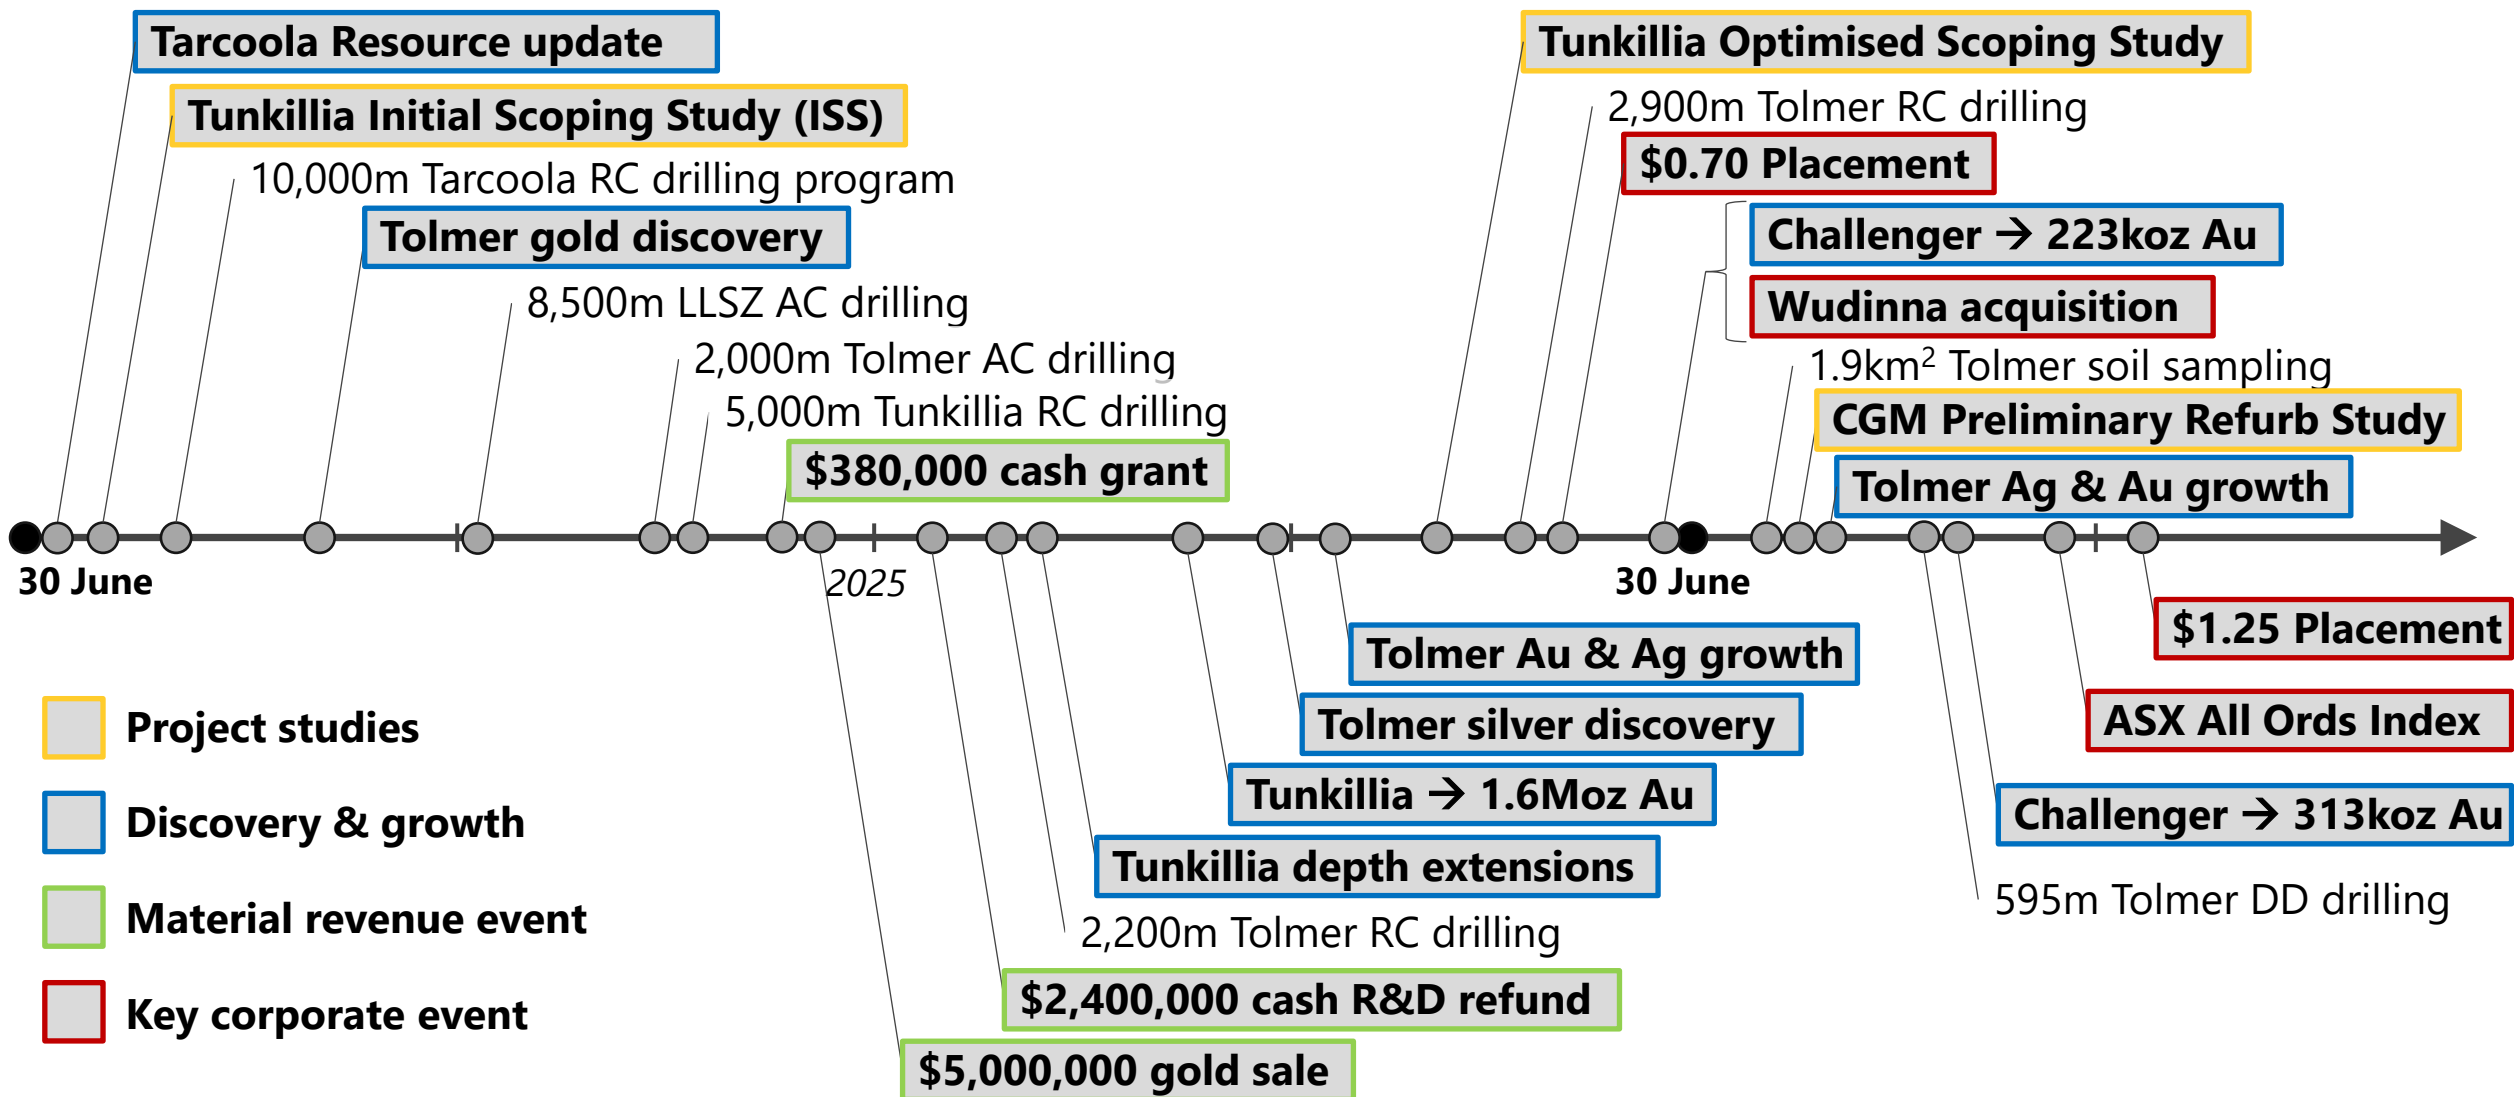 Tarcoola Resource update
Tunkillia Initial Scoping Study (ISS)
10,000m Tarcoola RC drilling program
Tolmer gold discovery
8,500m LLSZ AC drilling
2,000m Tolmer AC drilling
5,000m Tunkillia RC drilling
$380,000 cash grant
Tunkillia Optimised Scoping Study
2,900m Tolmer RC drilling
$0.70 Placement
Challenger → 223koz Au
Wudinna acquisition
1.9km² Tolmer soil sampling
CGM Preliminary Refurb Study
Tolmer Ag & Au growth
30 June
2025
30 June
$1.25 Placement
Tolmer Au & Ag growth
ASX All Ords Index
Tolmer silver discovery
Tunkillia → 1.6Moz Au
Challenger → 313koz Au
Tunkillia depth extensions
595m Tolmer DD drilling
2,200m Tolmer RC drilling
$2,400,000 cash R&D refund
$5,000,000 gold sale
Project studies
Discovery & growth
Material revenue event
Key corporate event